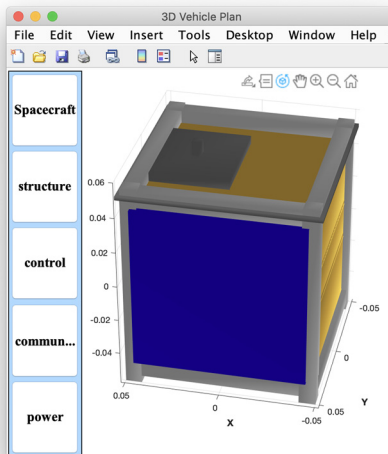 3D Vehicle Plan
File Edit View Insert Tools Desktop Window Help
Spacecraft
structure
control
commun...
power
0.06
0.04
0.02
0
-0.02
-0.04
0.05
0
-0.05
X
0.05
0
-0.05
Y